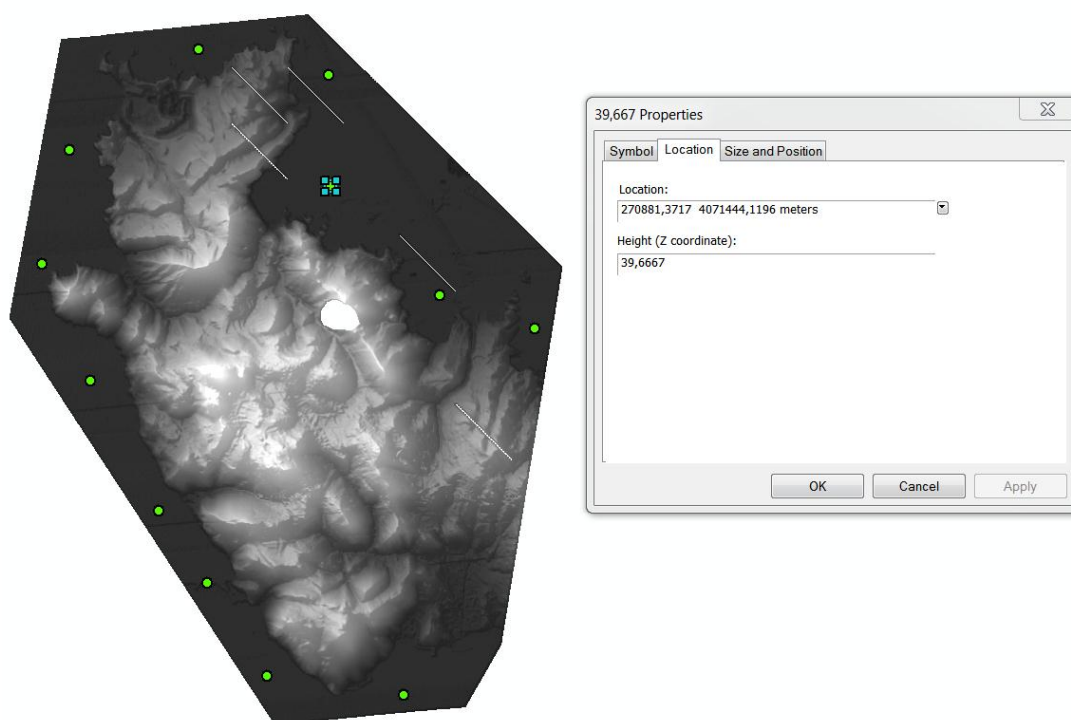 39,667 Properties
Symbol Location Size and Position
Location:
270881,3717 4071444,1196 meters
Height (Z coordinate):
39,6667
OK Cancel Apply